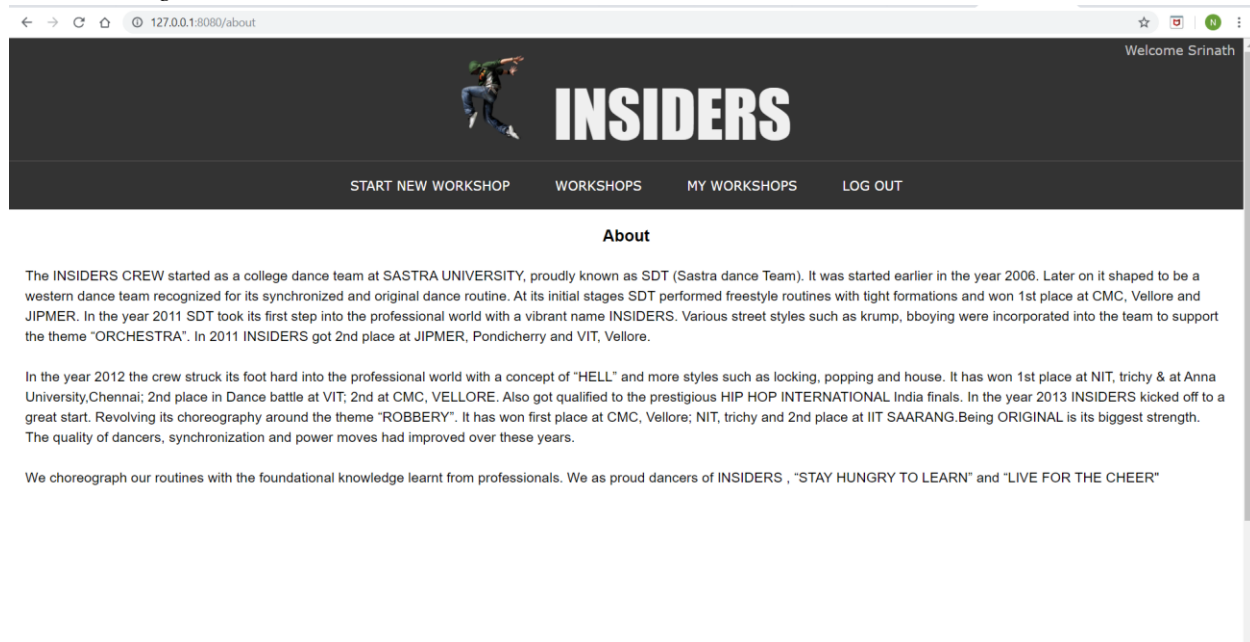 127.0.0.1:8080/about
N
Welcome Srinath
INSIDERS
START NEW WORKSHOP WORKSHOPS MY WORKSHOPS LOG OUT
About
The INSIDERS CREW started as a college dance team at SASTRA UNIVERSITY, proudly known as SDT (Sastra dance Team). It was started earlier in the year 2006. Later on it shaped to be a
western dance team recognized for its synchronized and original dance routine. At its initial stages SDT performed freestyle routines with tight formations and won 1st place at CMC, Vellore and
JIPMER. In the year 2011 SDT took its first step into the professional world with a vibrant name INSIDERS. Various street styles such as krump, bboying were incorporated into the team to support
the theme “ORCHESTRA”. In 2011 INSIDERS got 2nd place at JIPMER, Pondicherry and VIT, Vellore.
In the year 2012 the crew struck its foot hard into the professional world with a concept of “HELL” and more styles such as locking, popping and house. It has won 1st place at NIT, trichy & at Anna
University,Chennai; 2nd place in Dance battle at VIT; 2nd at CMC, VELLORE. Also got qualified to the prestigious HIP HOP INTERNATIONAL India finals. In the year 2013 INSIDERS kicked off to a
great start. Revolving its choreography around the theme “ROBBERY”. It has won first place at CMC, Vellore; NIT, trichy and 2nd place at IIT SAARANG.Being ORIGINAL is its biggest strength.
The quality of dancers, synchronization and power moves had improved over these years.
We choreograph our routines with the foundational knowledge learnt from professionals. We as proud dancers of INSIDERS , “STAY HUNGRY TO LEARN” and “LIVE FOR THE CHEER"